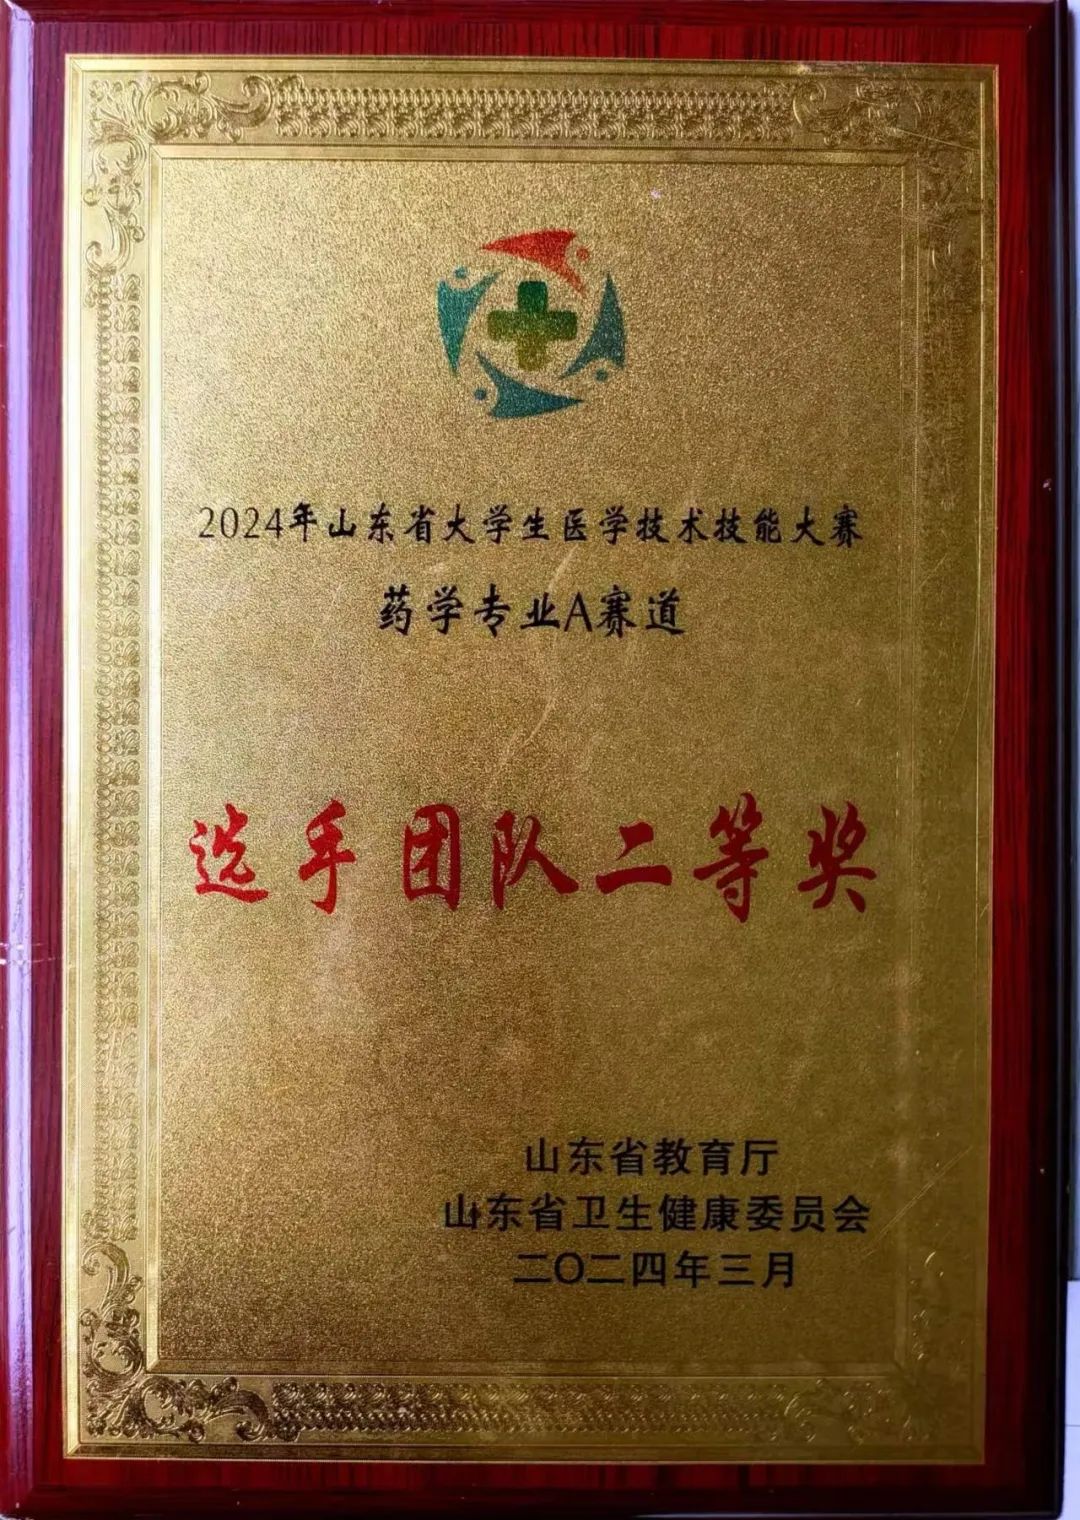 2024年山东省大学生医学技术技能大赛
药学专业A赛道
选手团队二等奖
山东省教育厅
山东省卫生健康委员会
二〇二四年三月